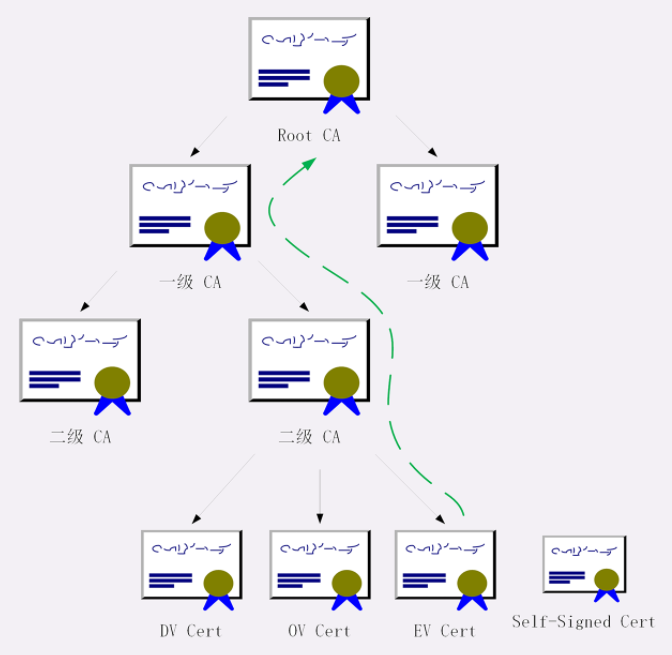 Root CA
一级 CA
一级 CA
二级 CA
二级 CA
DV Cert
OV Cert
EV Cert
Self-Signed Cert